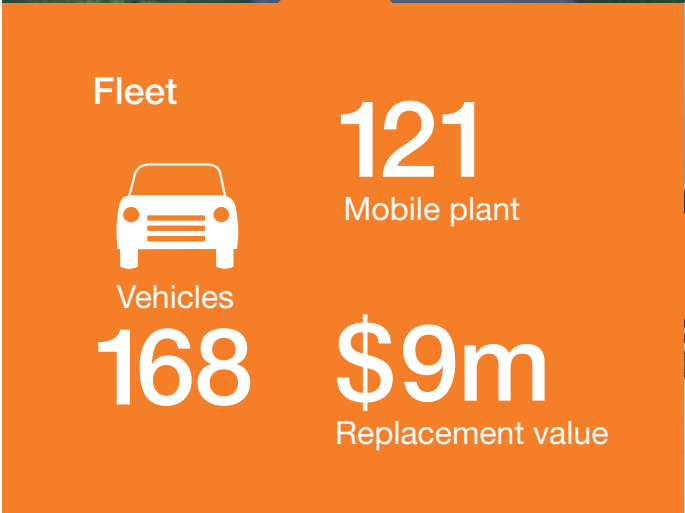 Fleet
Vehicles
168
121
Mobile plant
$9m
Replacement value